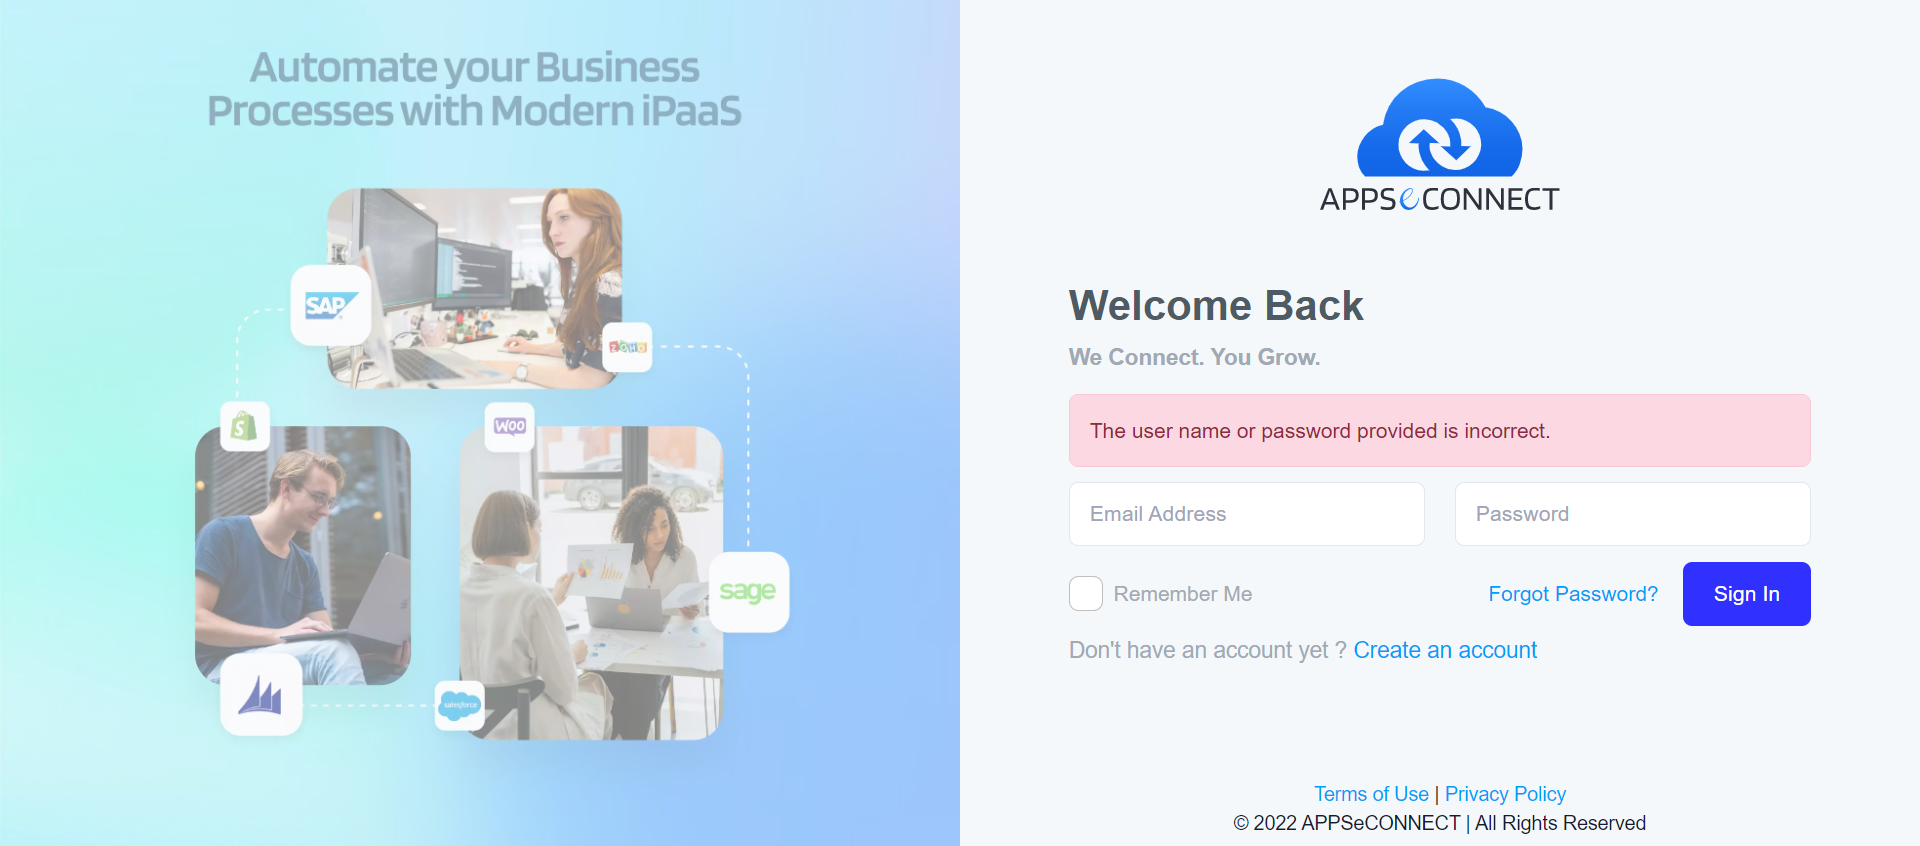 Automate your Business
Processes with Modern iPaaS
SAP
ZOHO
S
WOO
sage
salesforce
APPSeCONNECT
Welcome Back
We Connect. You Grow.
The user name or password provided is incorrect.
Email Address
Password
Remember Me
Forgot Password?
Sign In
Don't have an account yet ? Create an account
Terms of Use | Privacy Policy
© 2022 APPSeCONNECT | All Rights Reserved